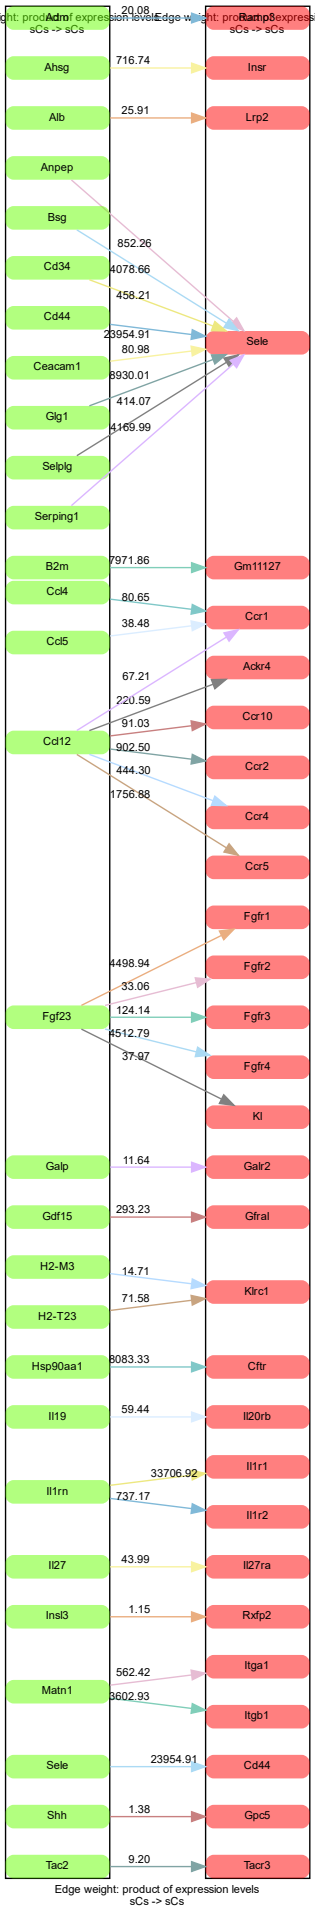 Adm 20.08 Ramp3
sCs -> sCs sCs -> sCs
Ahsg 716.74 Insr
Alb 25.91 Lrp2
Anpep
Bsg
852.26
Cd34 4078.66
458.21
Cd44
23954.91
Sele
80.98
Ceacam1
8930.01
Glg1 414.07
4169.99
Selplg
Serping1
B2m 7971.86 Gm11127
Ccl4 80.65
Ccr1
Ccl5 38.48
67.21 Ackr4
220.59
91.03 Ccr10
Ccl12 902.50
444.30 Ccr2
1756.88
Ccr4
Ccr5
Fgfr1
4498.94 Fgfr2
33.06
Fgf23 124.14 Fgfr3
4512.79
37.97 Fgfr4
Kl
Galp 11.64 Galr2
Gdf15 293.23 Gfral
H2-M3 14.71
71.58 Klrc1
H2-T23
Hsp90aa1 8083.33 Cftr
Il19 59.44 Il20rb
33706.92 Il1r1
Il1rn 737.17
Il1r2
Il27 43.99 Il27ra
Insl3 1.15 Rxfp2
562.42 Itga1
Matn1 3602.93
Itgb1
Sele 23954.91 Cd44
Shh 1.38 Gpc5
Tac2 9.20 Tacr3
Edge weight: product of expression levels
sCs -> sCs